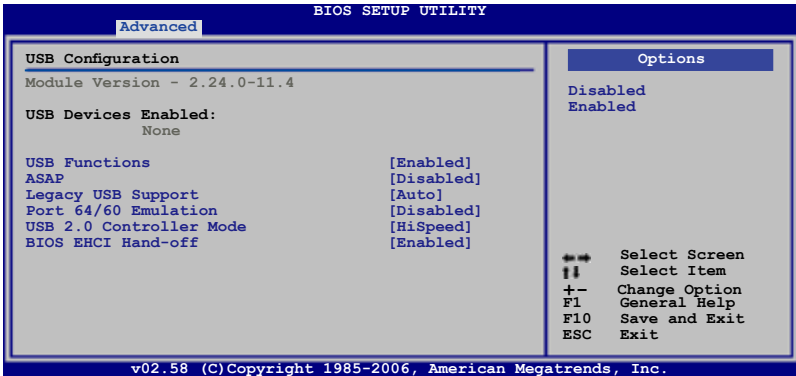 BIOS SETUP UTILITY
Advanced
USB Configuration
Module Version - 2.24.0-11.4
USB Devices Enabled:
None
USB Functions [Enabled]
ASAP [Disabled]
Legacy USB Support [Auto]
Port 64/60 Emulation [Disabled]
USB 2.0 Controller Mode [HiSpeed]
BIOS EHCI Hand-off [Enabled]
Options
Disabled
Enabled
←→ Select Screen
↑↓ Select Item
+- Change Option
F1 General Help
F10 Save and Exit
ESC Exit
v02.58 (C)Copyright 1985-2006, American Megatrends, Inc.